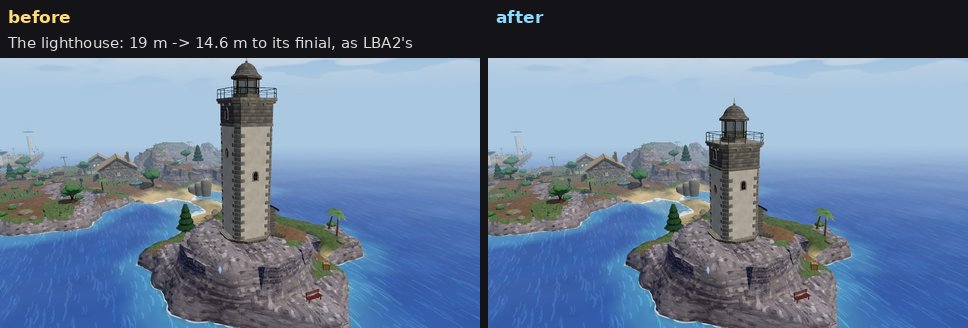 before
after
The lighthouse: 19 m -> 14.6 m to its finial, as LBA2's